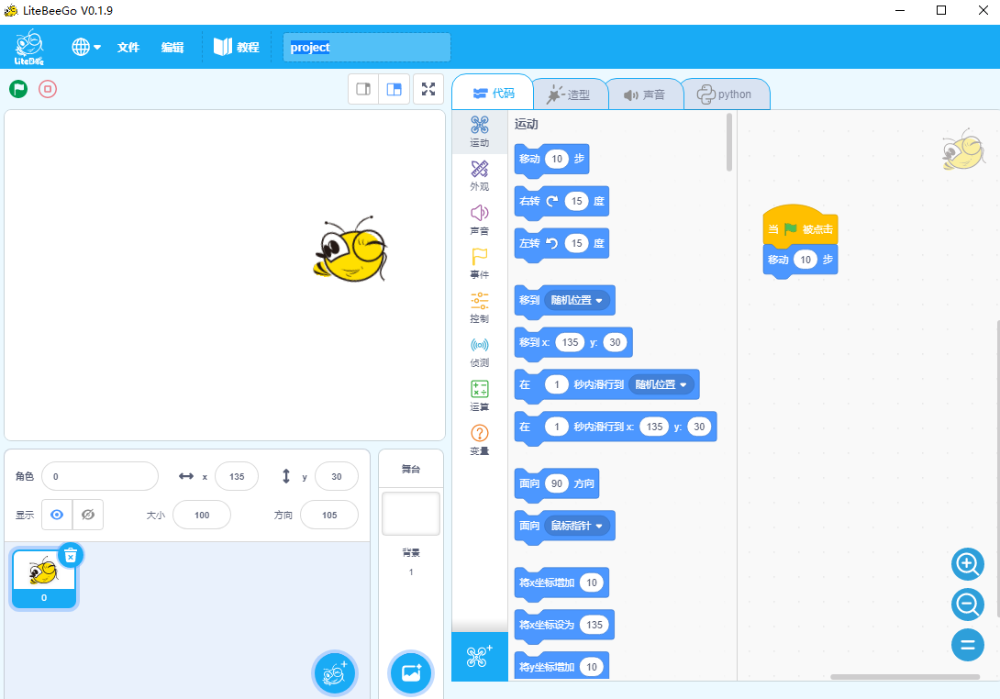 LiteBeeGo V0.1.9
LiteBee
文件 编辑 教程 project
代码 造型 声音 python
运动
外观
声音
事件
控制
侦测
运算
变量
运动
移动 10 步
右转 15 度
左转 15 度
移到 随机位置
移到 x: 135 y: 30
在 1 秒内滑行到 随机位置
在 1 秒内滑行到 x: 135 y: 30
面向 90 方向
面向 鼠标指针
将x坐标增加 10
将x坐标设为 135
将y坐标增加 10
当 被点击
移动 10 步
角色 0 x 135 y 30
显示 大小 100 方向 105
0
舞台
背景
1